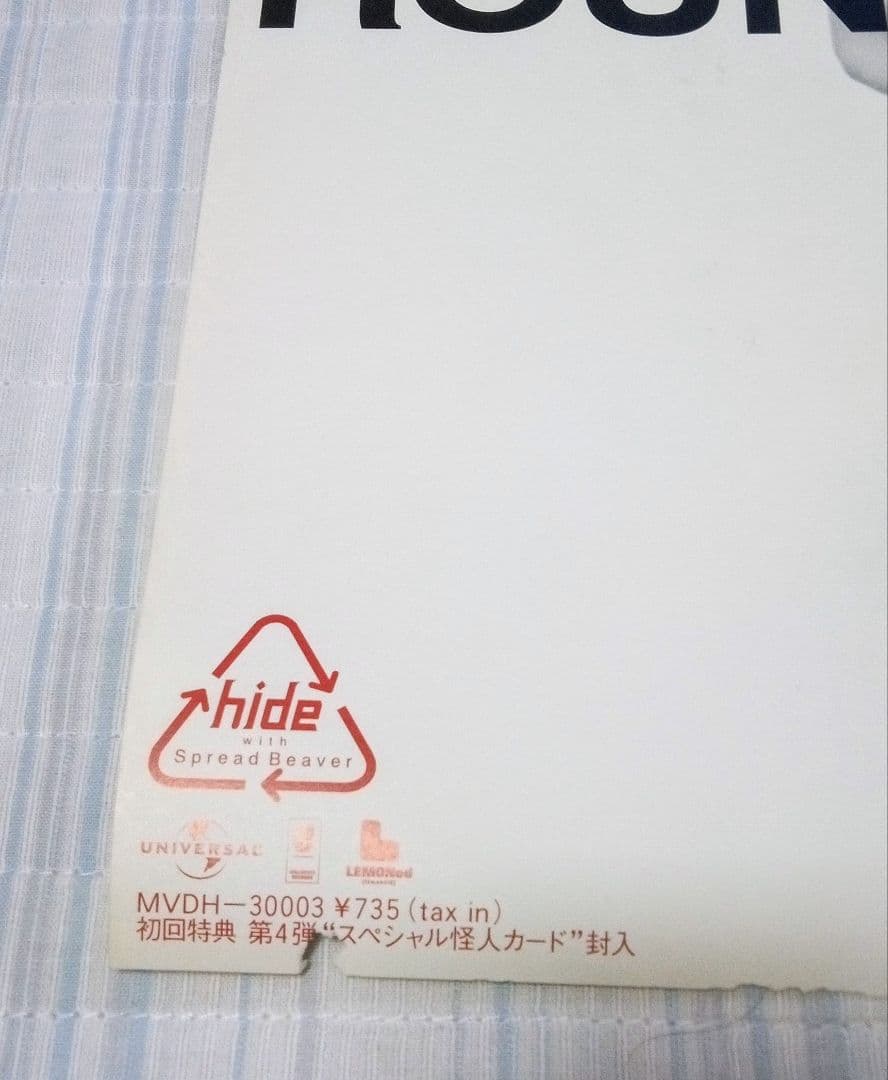 hide
with
Spread Beaver
UNIVERSAL
LEMONed
MVDH-30003 ¥735(tax in)
初回特典 第4弾“スペシャル怪人カード”封入